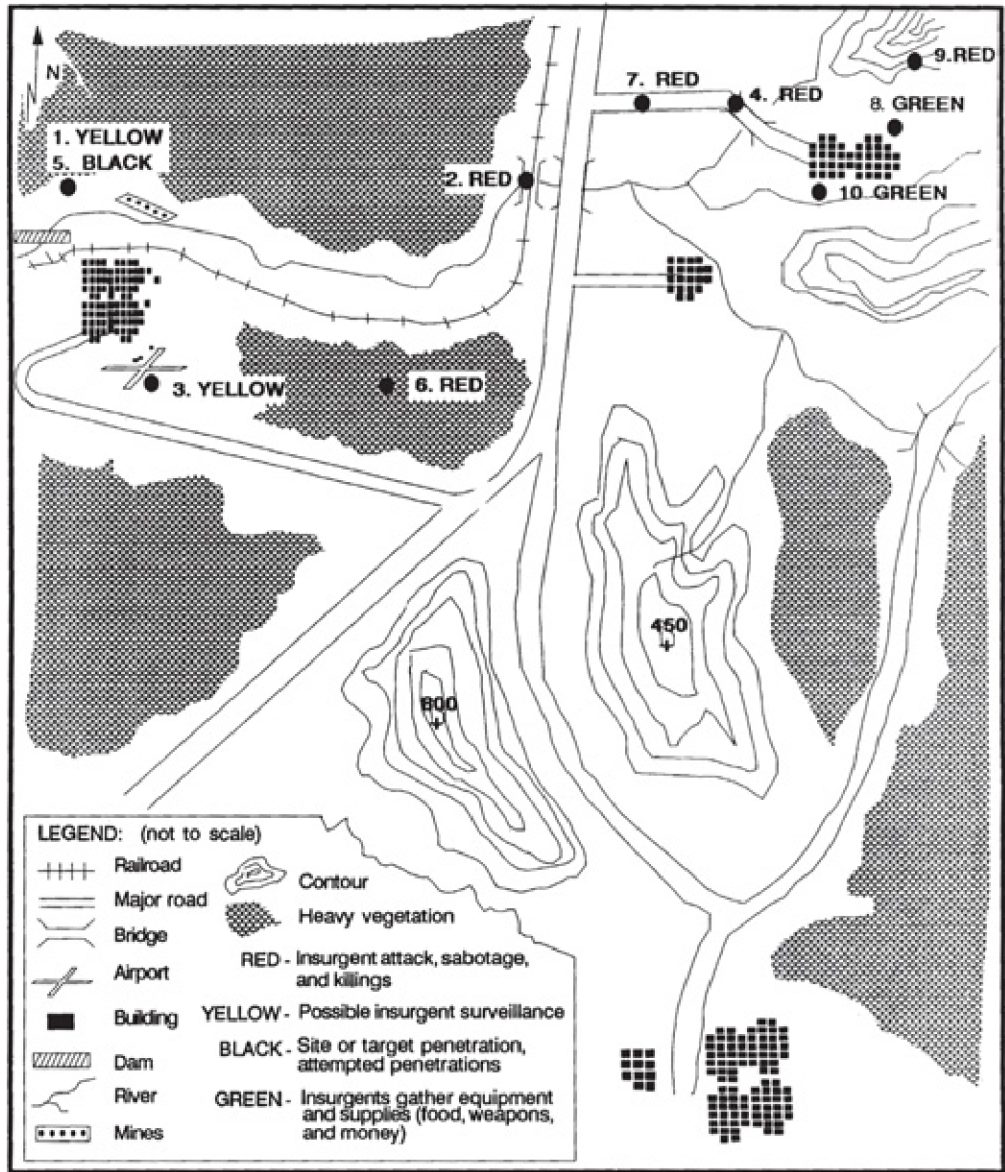 N
9. RED
7. RED
4. RED
8. GREEN
1. YELLOW
5. BLACK
2. RED
10. GREEN
3. YELLOW
6. RED
450
800
LEGEND: (not to scale)
Railroad
Major road
Bridge
Airport
Building
Dam
River
Mines
Contour
Heavy vegetation
RED - Insurgent attack, sabotage,
and killings
YELLOW - Possible insurgent surveillance
BLACK - Site or target penetration,
attempted penetrations
GREEN - Insurgents gather equipment
and supplies (food, weapons,
and money)